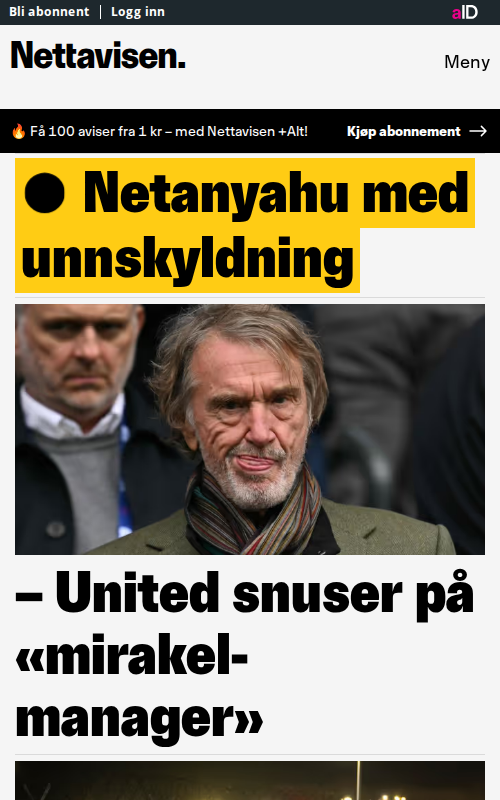 Bli abonnent Logg inn aID
Nettavisen.
Meny
🔥 Få 100 aviser fra 1 kr – med Nettavisen +Alt! Kjøp abonnement →
● Netanyahu med
unnskyldning
– United snuser på
«mirakel-
manager»